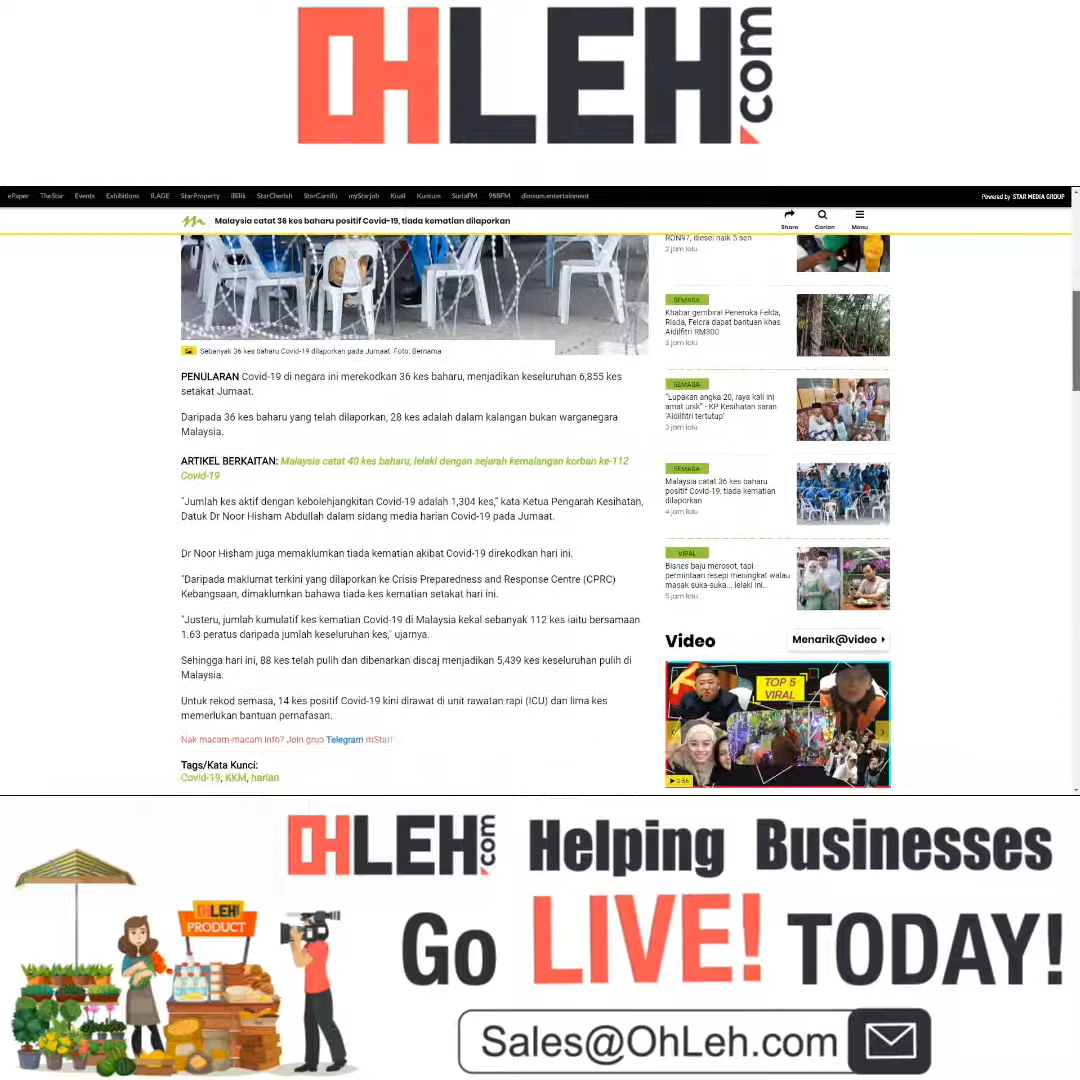 OHLEH.com
ePaper TheStar Events Exhibitions R.AGE StarProperty iBilik StarCherish StarCarsifu myStarjob Kuali Kuntum SuriaFM 988FM dimsum.entertainment
Powered by STAR MEDIA GROUP
Malaysia catat 36 kes baharu positif Covid-19, tiada kematian dilaporkan
Share Carian Menu
Sebanyak 36 kes baharu Covid-19 dilaporkan pada Jumaat. Foto: Bernama
PENULARAN Covid-19 di negara ini merekodkan 36 kes baharu, menjadikan keseluruhan 6,855 kes
setakat Jumaat.
Daripada 36 kes baharu yang telah dilaporkan, 28 kes adalah dalam kalangan bukan warganegara
Malaysia.
ARTIKEL BERKAITAN: Malaysia catat 40 kes baharu, lelaki dengan sejarah kemalangan korban ke-112
Covid-19
"Jumlah kes aktif dengan kebolehjangkitan Covid-19 adalah 1,304 kes," kata Ketua Pengarah Kesihatan,
Datuk Dr Noor Hisham Abdullah dalam sidang media harian Covid-19 pada Jumaat.
Dr Noor Hisham juga memaklumkan tiada kematian akibat Covid-19 direkodkan hari ini.
"Daripada maklumat terkini yang dilaporkan ke Crisis Preparedness and Response Centre (CPRC)
Kebangsaan, dimaklumkan bahawa tiada kes kematian setakat hari ini.
"Justeru, jumlah kumulatif kes kematian Covid-19 di Malaysia kekal sebanyak 112 kes iaitu bersamaan
1.63 peratus daripada jumlah keseluruhan kes," ujarnya.
Sehingga hari ini, 88 kes telah pulih dan dibenarkan discaj menjadikan 5,439 kes keseluruhan pulih di
Malaysia.
Untuk rekod semasa, 14 kes positif Covid-19 kini dirawat di unit rawatan rapi (ICU) dan lima kes
memerlukan bantuan pernafasan.
Nak macam-macam info? Join grup Telegram mStar!
Tags/Kata Kunci:
Covid-19, KKM, harian
RON97, diesel naik 5 sen
2 jam lalu
SEMASA
Khabar gembira! Peneroka Felda,
Risda, Felcra dapat bantuan khas
Aidilfitri RM300
3 jam lalu
SEMASA
"Lupakan angka 20, raya kali ini
amat unik" - KP Kesihatan saran
'Aidilfitri tertutup'
3 jam lalu
SEMASA
Malaysia catat 36 kes baharu
positif Covid-19, tiada kematian
dilaporkan
4 jam lalu
VIRAL
Bisnes baju merosot, tapi
permintaan resepi meningkat walau
masak suka-suka... lelaki ini...
5 jam lalu
Video
Menarik@video
TOP 5
VIRAL
2:56
OHLEH.com Helping Businesses
Go LIVE! TODAY!
OHLEH!
PRODUCT
Sales@OhLeh.com